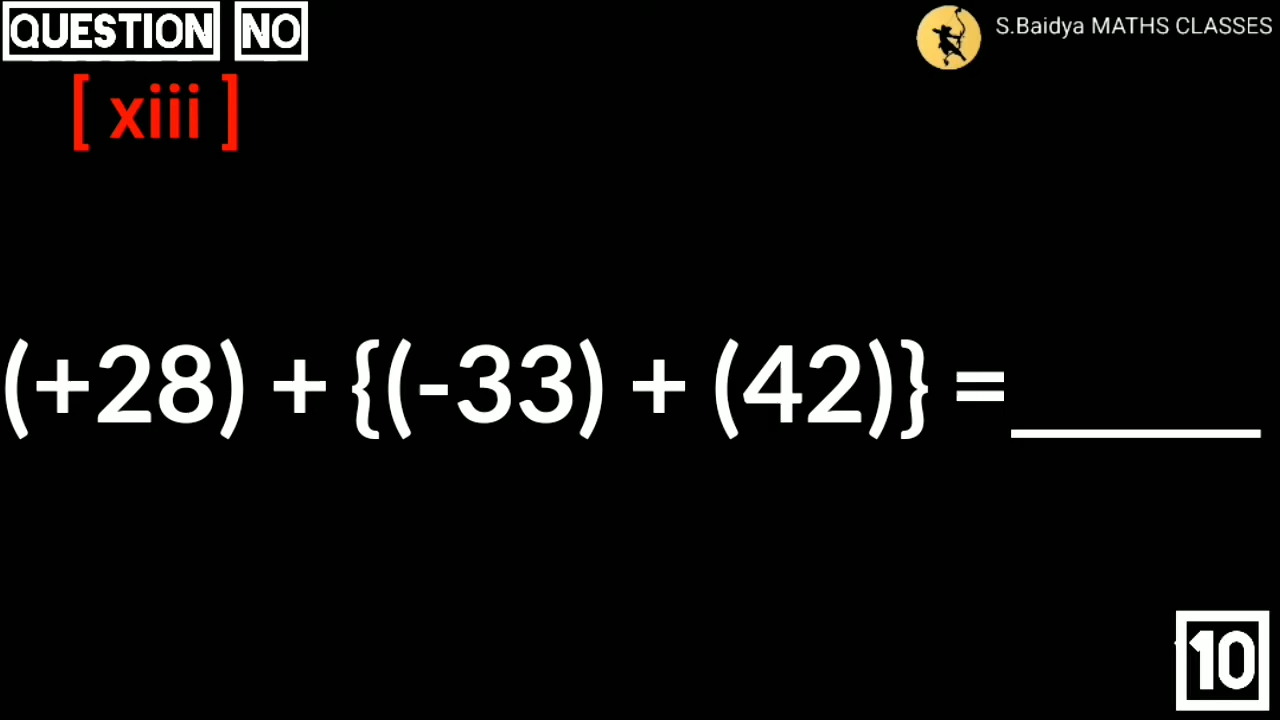 QUESTION NO
S.Baidya MATHS CLASSES
[ xiii ]
(+28) + {(-33) + (42)} =______
10